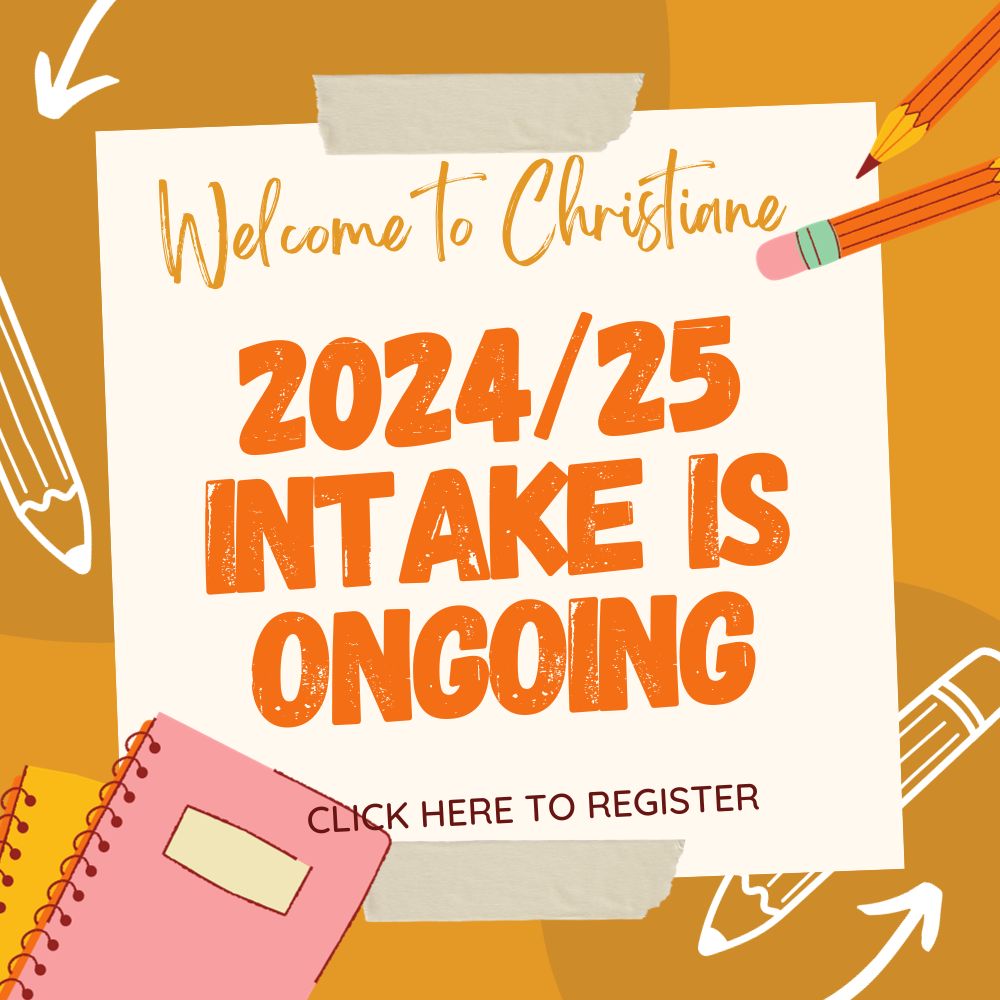 Welcome to Christiane
2024/25
INTAKE IS
ONGOING
CLICK HERE TO REGISTER